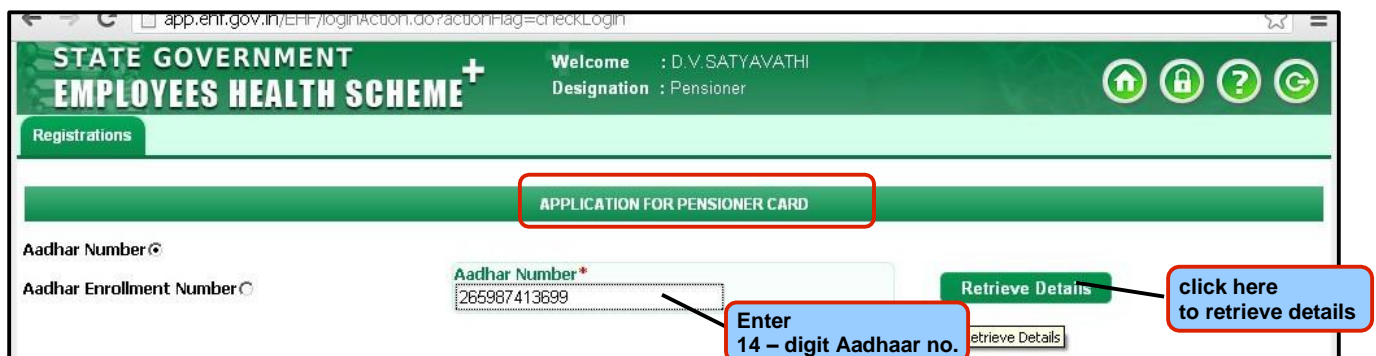 app.ehf.gov.in/EHF/loginAction.do?actionFlag=checkLogin
STATE GOVERNMENT
EMPLOYEES HEALTH SCHEME
Welcome : D.V.SATYAVATHI
Designation : Pensioner
Registrations
APPLICATION FOR PENSIONER CARD
Aadhar Number
Aadhar Enrollment Number
Aadhar Number*
265987413699
Retrieve Details
click here
to retrieve details
Enter
14 – digit Aadhaar no.
etrieve Details